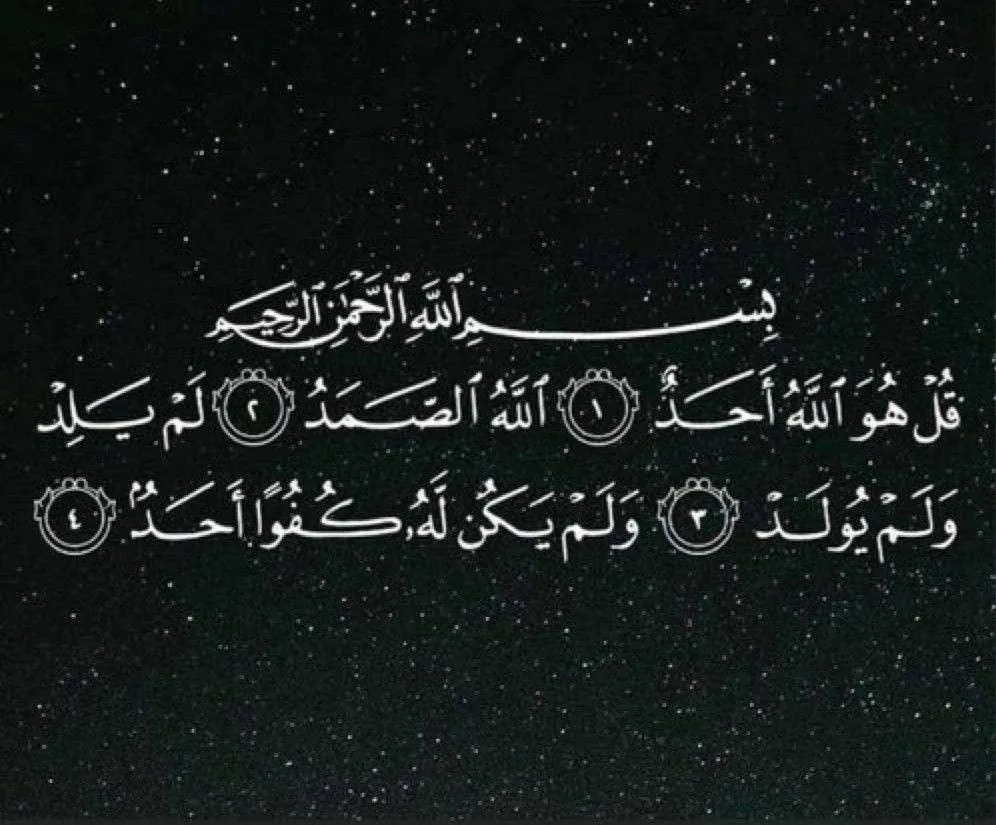 بِسْمِ ٱللَّهِ ٱلرَّحْمَٰنِ ٱلرَّحِيمِ
قُلْ هُوَ ٱللَّهُ أَحَدٌ ١ ٱللَّهُ ٱلصَّمَدُ ٢ لَمْ يَلِدْ
وَلَمْ يُولَدْ ٣ وَلَمْ يَكُن لَّهُۥ كُفُوًا أَحَدٌۢ ٤